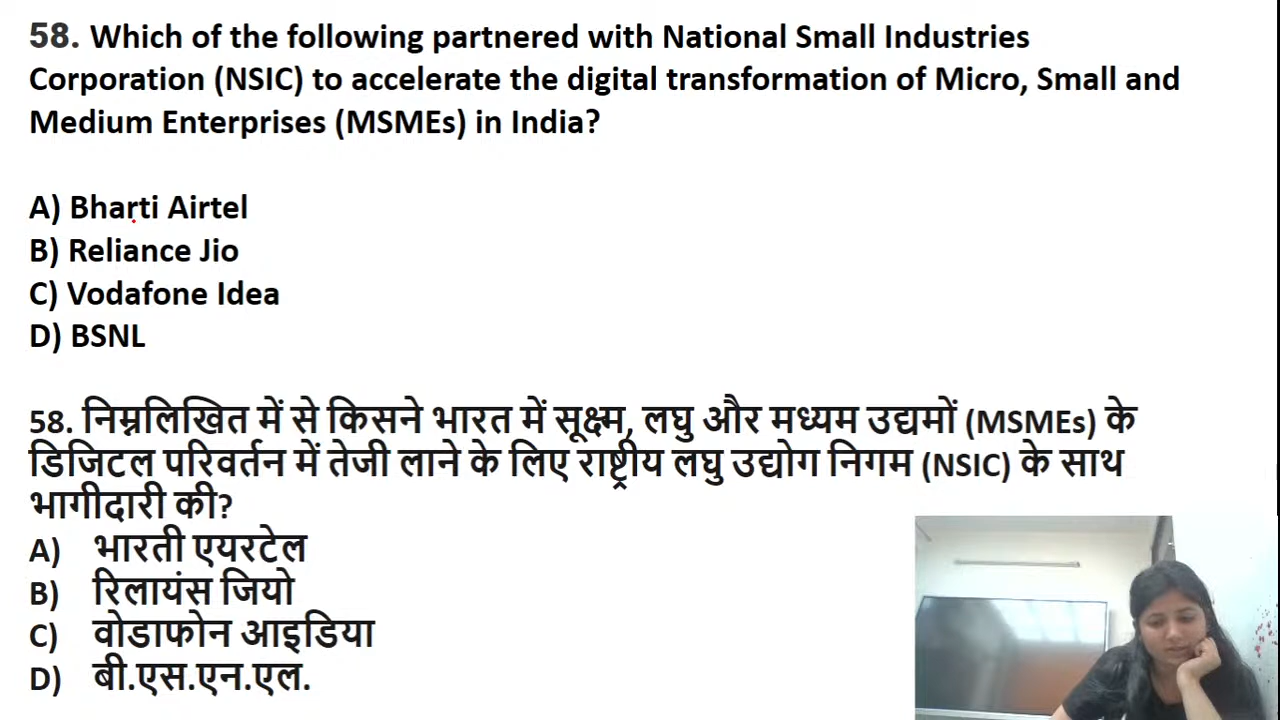 58. Which of the following partnered with National Small Industries
Corporation (NSIC) to accelerate the digital transformation of Micro, Small and
Medium Enterprises (MSMEs) in India?
A) Bharti Airtel
B) Reliance Jio
C) Vodafone Idea
D) BSNL
58. निम्नलिखित में से किसने भारत में सूक्ष्म, लघु और मध्यम उद्यमों (MSMEs) के
डिजिटल परिवर्तन में तेजी लाने के लिए राष्ट्रीय लघु उद्योग निगम (NSIC) के साथ
भागीदारी की?
A) भारती एयरटेल
B) रिलायंस जियो
C) वोडाफोन आइडिया
D) बी.एस.एन.एल.